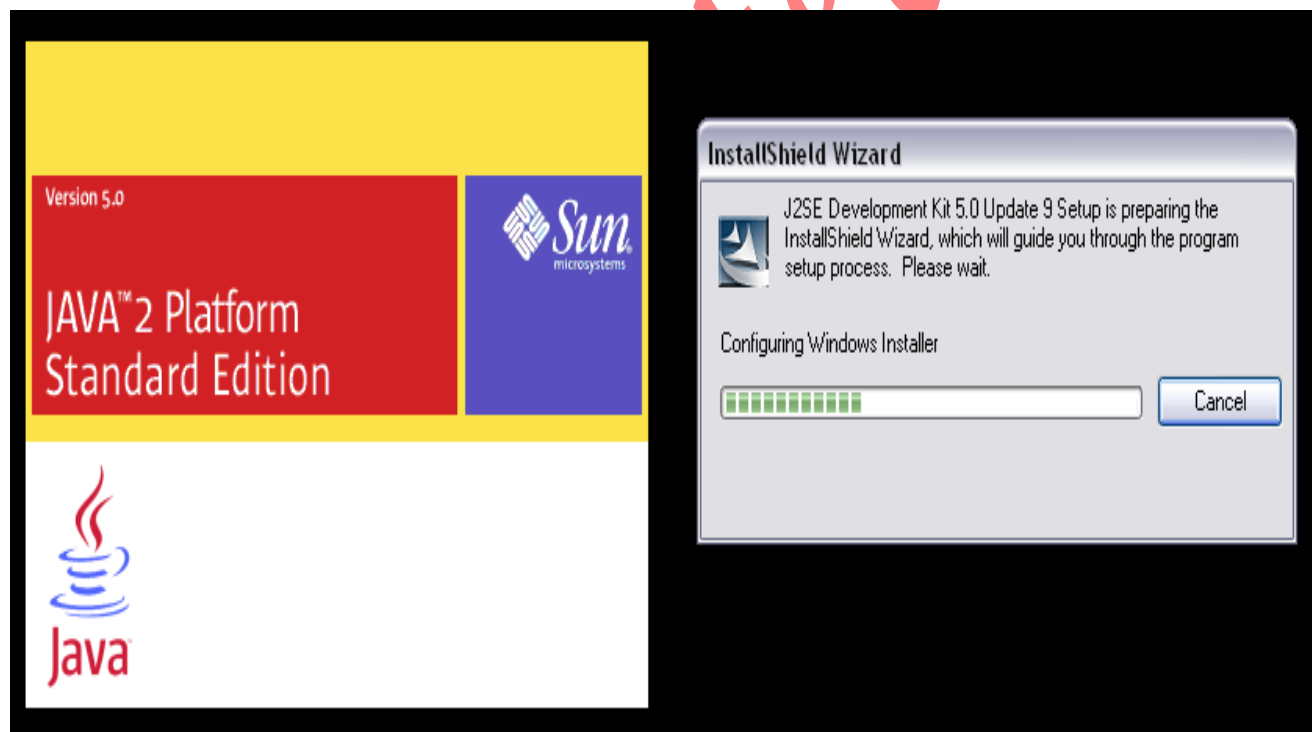 Version 5.0
Sun
microsystems
JAVA™2 Platform
Standard Edition
Java
InstallShield Wizard
J2SE Development Kit 5.0 Update 9 Setup is preparing the
InstallShield Wizard, which will guide you through the program
setup process.  Please wait.
Configuring Windows Installer
Cancel